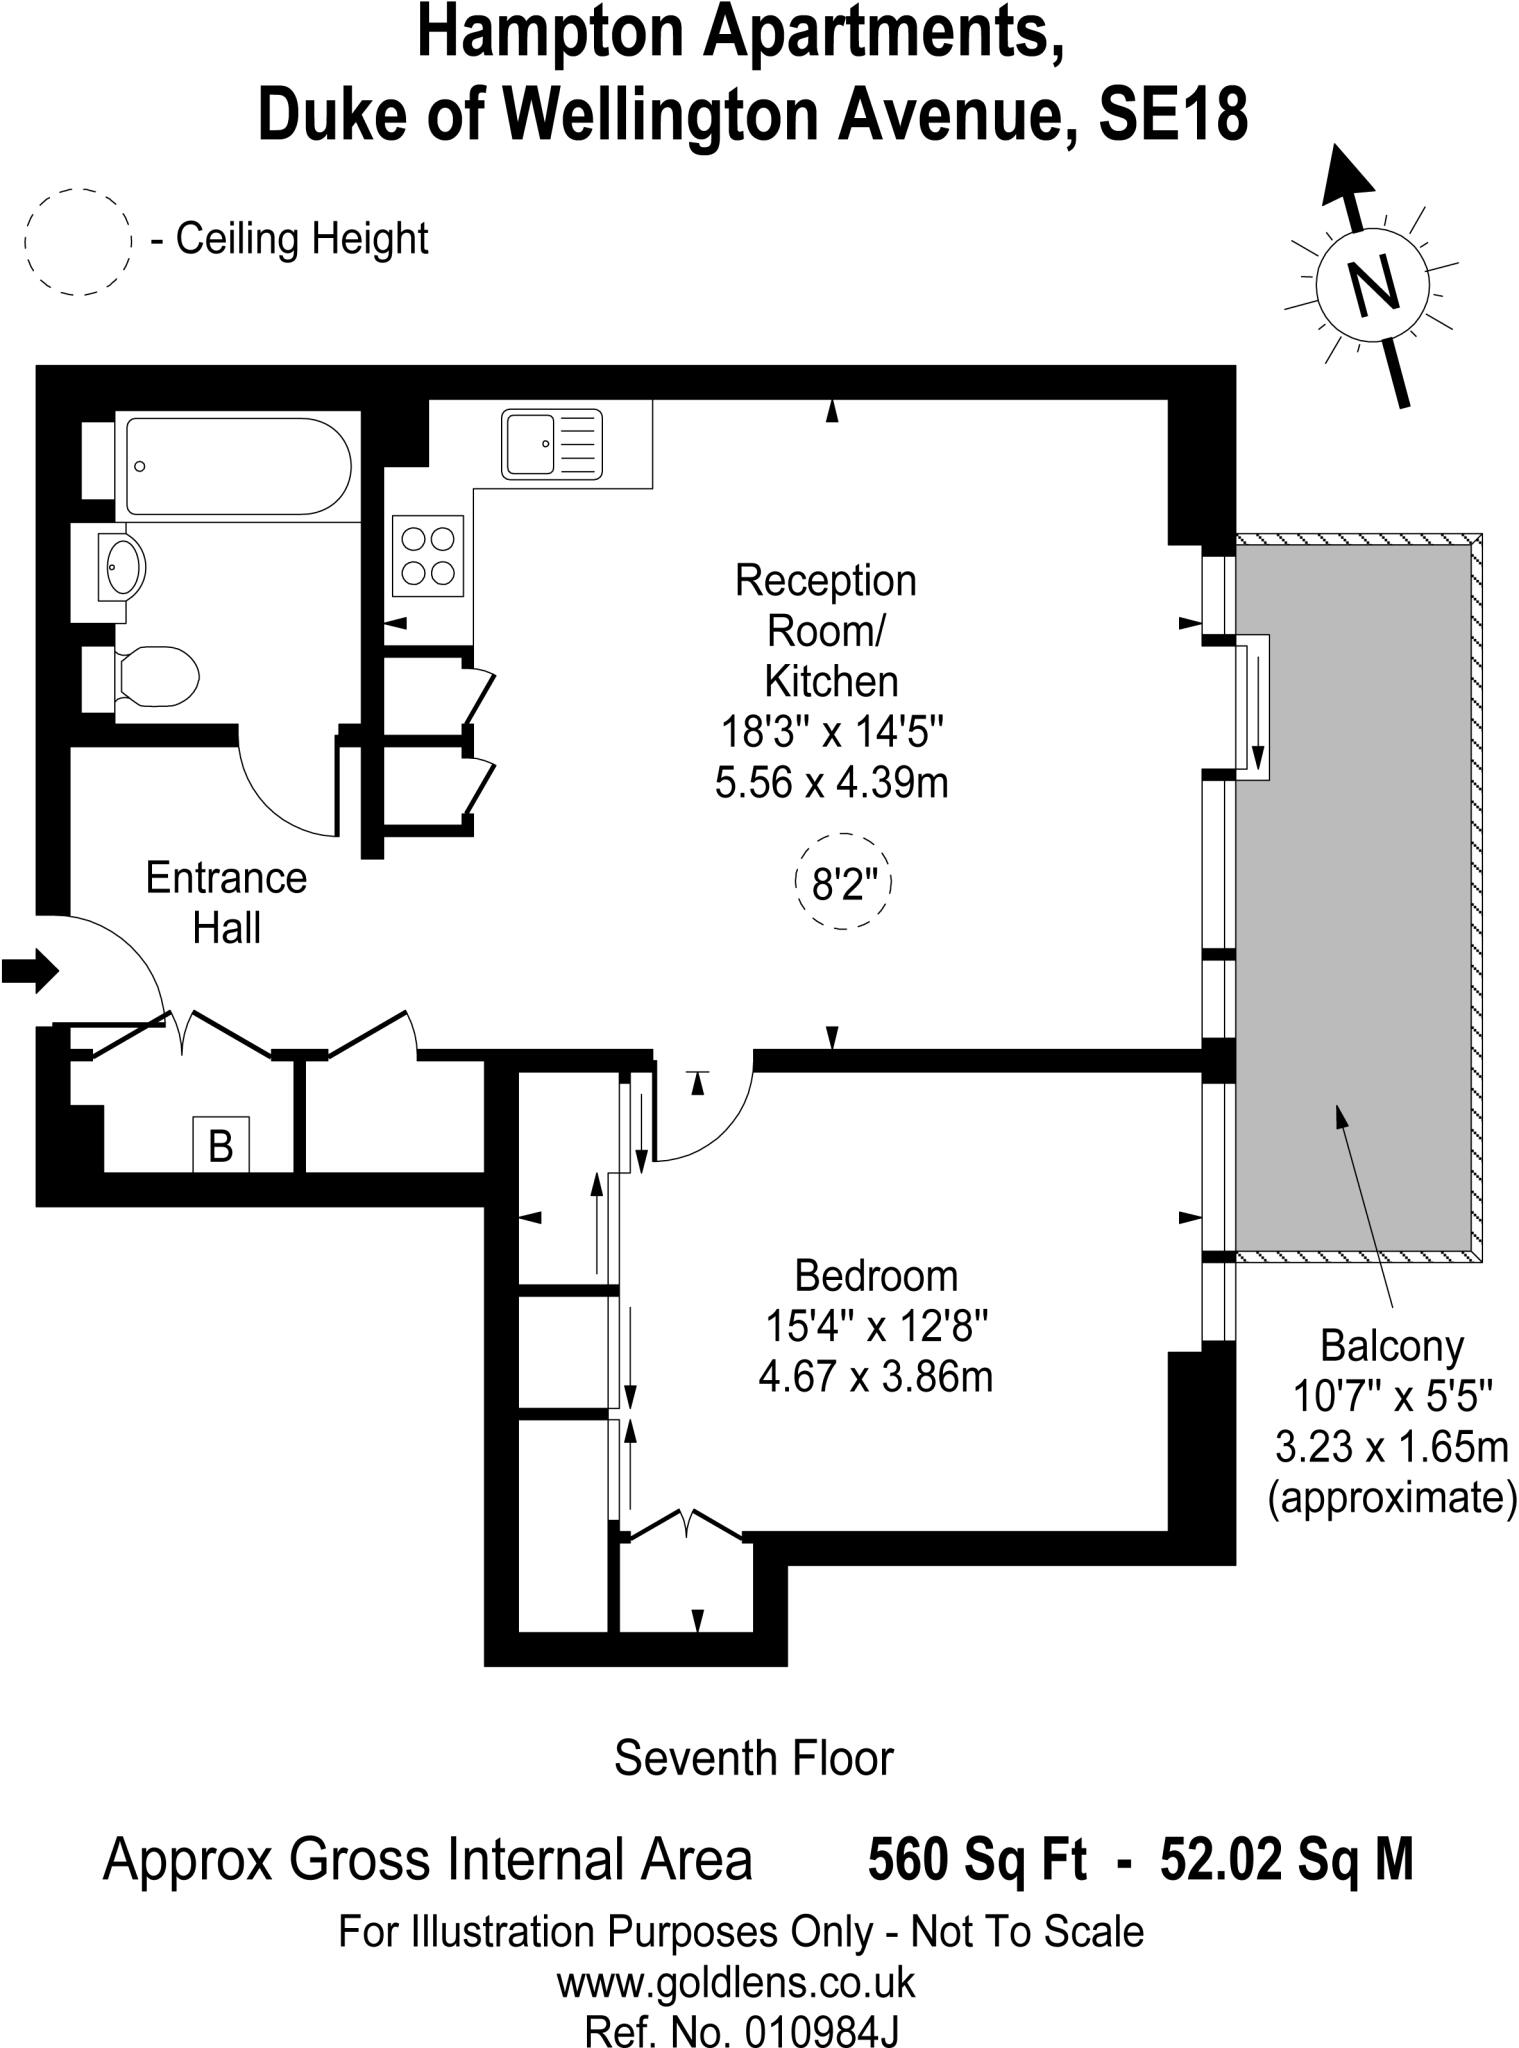 Hampton Apartments,
Duke of Wellington Avenue, SE18
- Ceiling Height
N
Reception
Room/
Kitchen
18'3" x 14'5"
5.56 x 4.39m
8'2"
Entrance
Hall
B
Bedroom
15'4" x 12'8"
4.67 x 3.86m
Balcony
10'7" x 5'5"
3.23 x 1.65m
(approximate)
Seventh Floor
Approx Gross Internal Area 560 Sq Ft - 52.02 Sq M
For Illustration Purposes Only - Not To Scale
www.goldlens.co.uk
Ref. No. 010984J